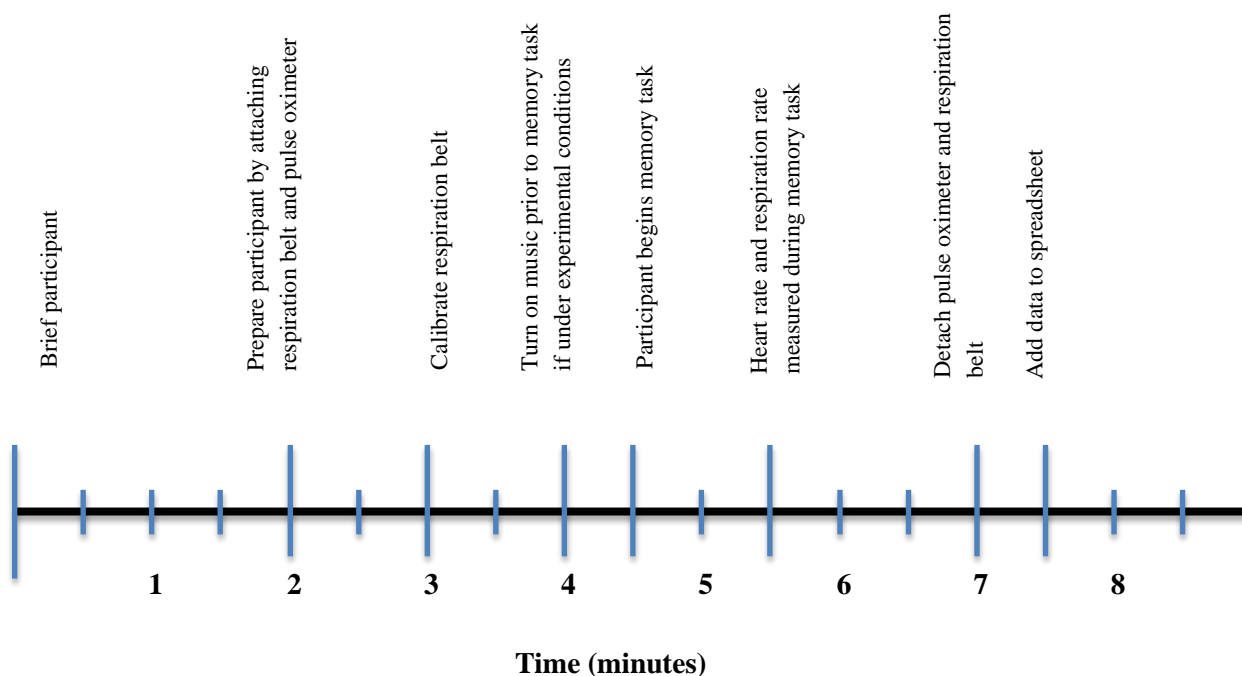 Brief participant
Prepare participant by attaching
respiration belt and pulse oximeter
Calibrate respiration belt
Turn on music prior to memory task
if under experimental conditions
Participant begins memory task
Heart rate and respiration rate
measured during memory task
Detach pulse oximeter and respiration
belt
Add data to spreadsheet
1 2 3 4 5 6 7 8
Time (minutes)